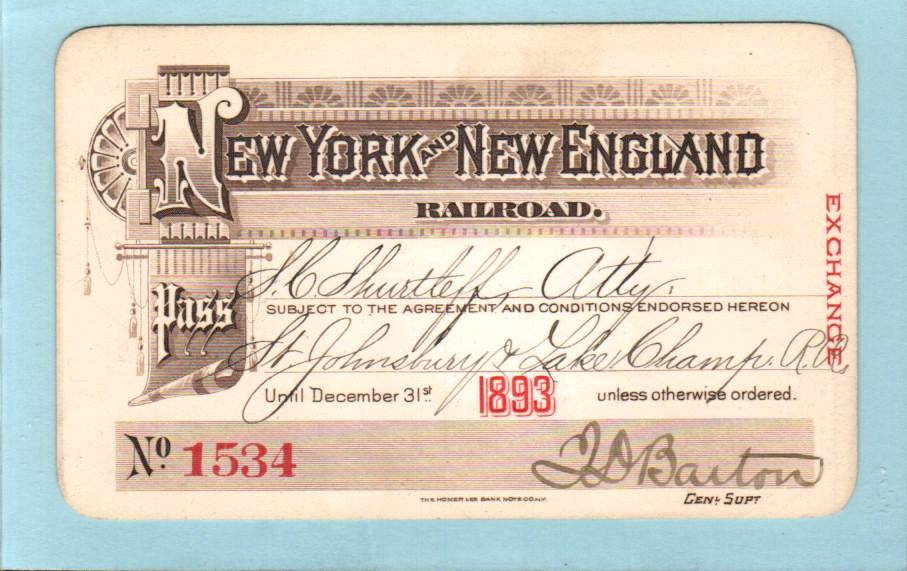 NEW YORK AND NEW ENGLAND
RAILROAD.
EXCHANGE
Pass
S. C. Shurtleff, Atty.
SUBJECT TO THE AGREEMENT AND CONDITIONS ENDORSED HEREON
St. Johnsbury & Lake Champ. R.R.
Until December 31st 1893 unless otherwise ordered.
No 1534
Barton
GENL SUPT
THE HOMER LEE BANK NOTE CO. N.Y.